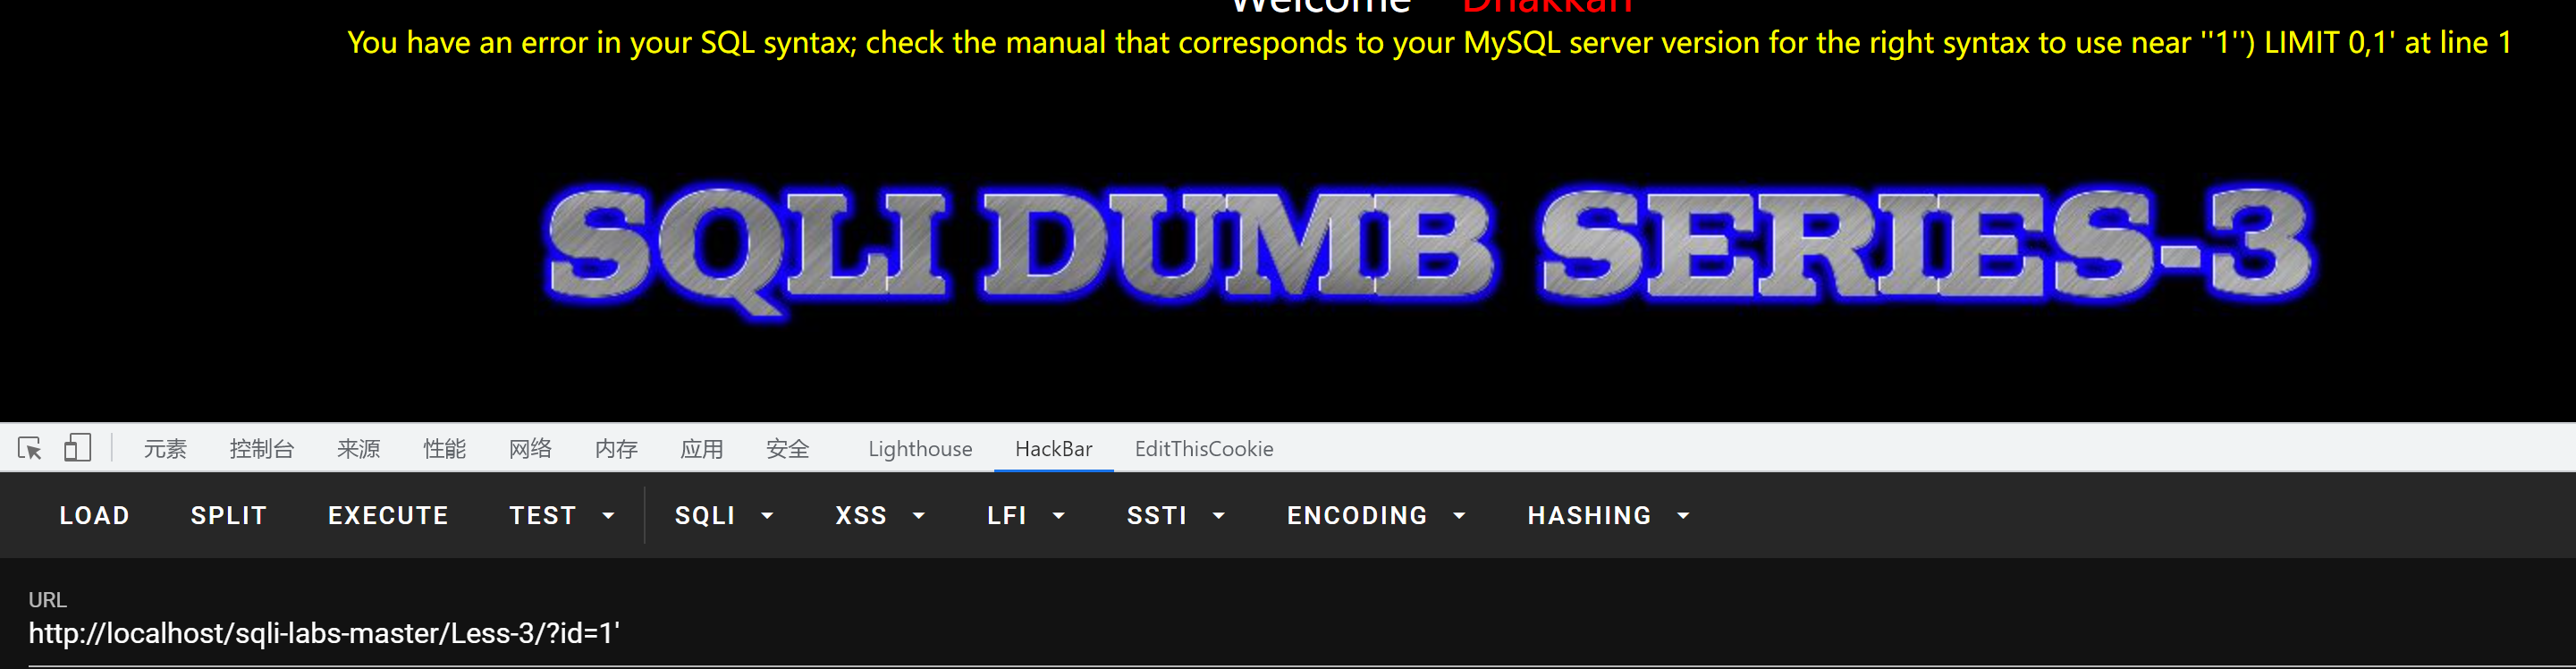 Welcome Dhakkan
You have an error in your SQL syntax; check the manual that corresponds to your MySQL server version for the right syntax to use near ''1'') LIMIT 0,1' at line 1
SQLI DUMB SERIES-3
元素 控制台 来源 性能 网络 内存 应用 安全 Lighthouse HackBar EditThisCookie
LOAD SPLIT EXECUTE TEST SQLI XSS LFI SSTI ENCODING HASHING
URL
http://localhost/sqli-labs-master/Less-3/?id=1'